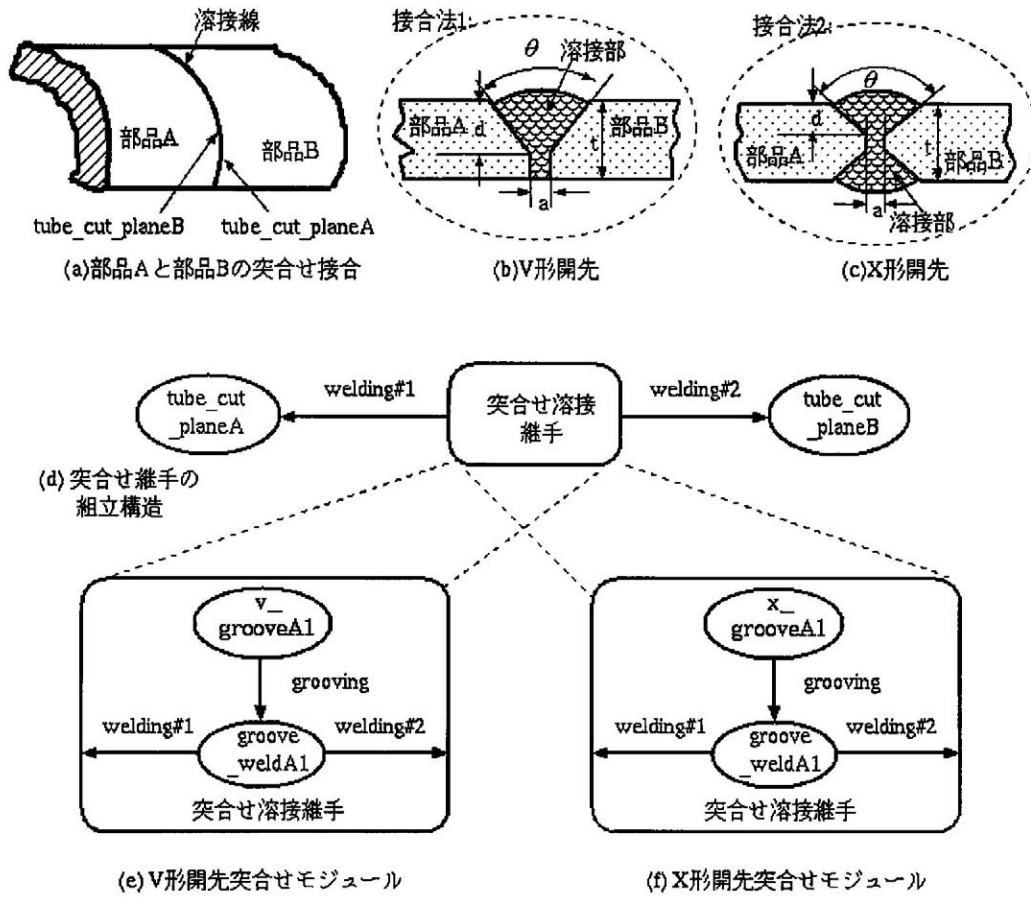 溶接線
部品A
部品B
tube_cut_planeB
tube_cut_planeA
(a)部品Aと部品Bの突合せ接合
接合法1:
θ
溶接部
部品A
d
t
部品B
a
(b)V形開先
接合法2:
θ
d
部品A
t
部品B
a
溶接部
(c)X形開先
tube_cut
_planeA
welding#1
突合せ溶接
継手
welding#2
tube_cut
_planeB
(d) 突合せ継手の
組立構造
v_
grooveA1
grooving
welding#1
groove
_weldA1
welding#2
突合せ溶接継手
(e) V形開先突合せモジュール
x_
grooveA1
grooving
welding#1
groove
_weldA1
welding#2
突合せ溶接継手
(f) X形開先突合せモジュール